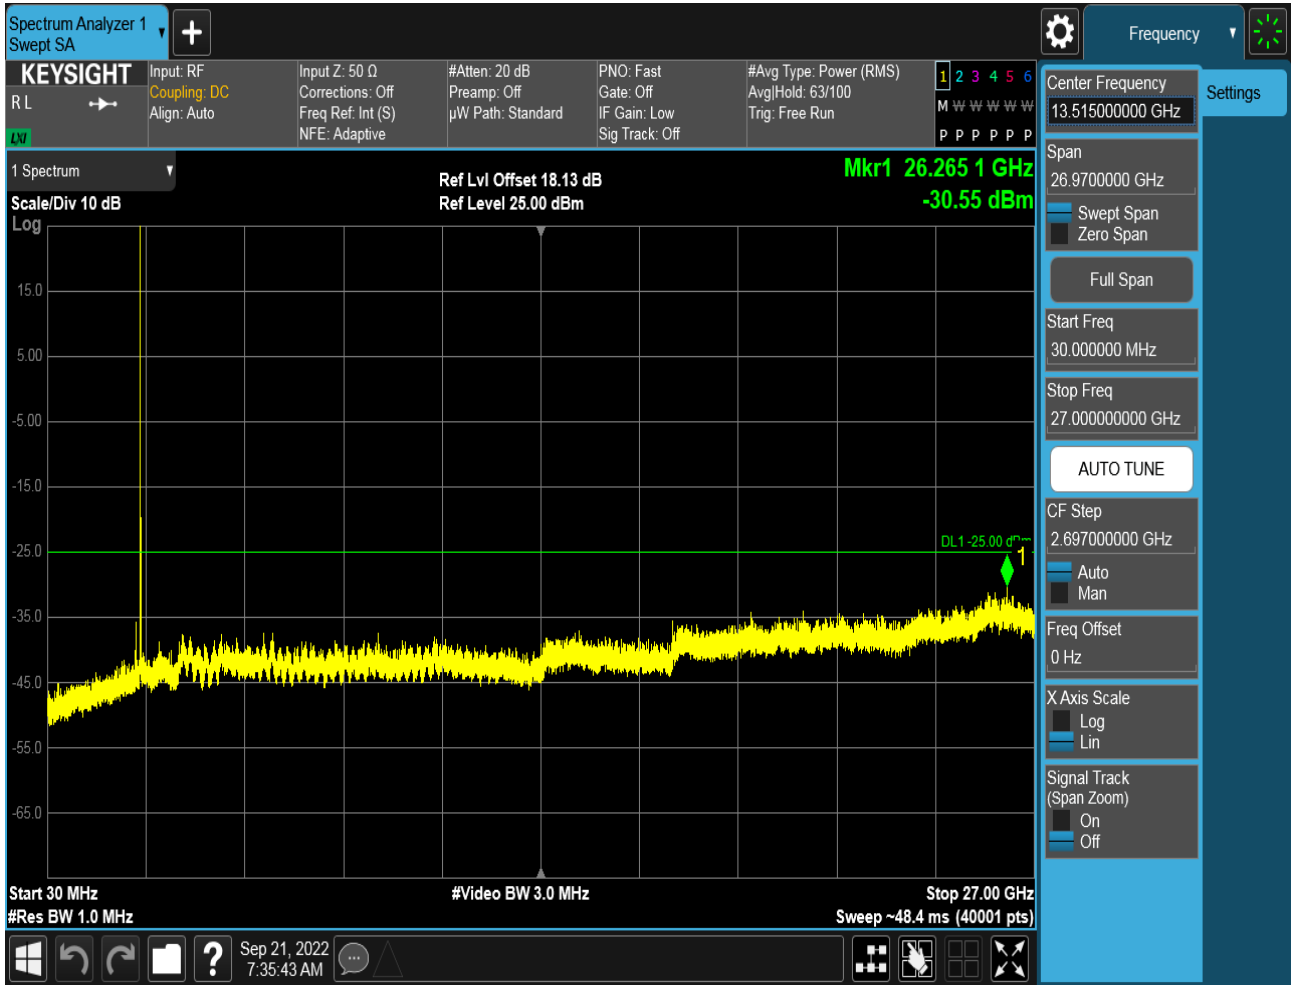 Spectrum Analyzer 1
Swept SA
Frequency
KEYSIGHT
R L
LXI
Input: RF
Coupling: DC
Align: Auto
Input Z: 50 Ω
Corrections: Off
Freq Ref: Int (S)
NFE: Adaptive
#Atten: 20 dB
Preamp: Off
µW Path: Standard
PNO: Fast
Gate: Off
IF Gain: Low
Sig Track: Off
#Avg Type: Power (RMS)
Avg|Hold: 63/100
Trig: Free Run
1 2 3 4 5 6
M W W W W W
P P P P P P
1 Spectrum
Scale/Div 10 dB
Log
Ref Lvl Offset 18.13 dB
Ref Level 25.00 dBm
Mkr1 26.265 1 GHz
-30.55 dBm
15.0
5.00
-5.00
-15.0
-25.0
-35.0
-45.0
-55.0
-65.0
DL1 -25.00 dBm
1
Start 30 MHz
#Res BW 1.0 MHz
#Video BW 3.0 MHz
Stop 27.00 GHz
Sweep ~48.4 ms (40001 pts)
Center Frequency
13.515000000 GHz
Settings
Span
26.9700000 GHz
Swept Span
Zero Span
Full Span
Start Freq
30.000000 MHz
Stop Freq
27.000000000 GHz
AUTO TUNE
CF Step
2.697000000 GHz
Auto
Man
Freq Offset
0 Hz
X Axis Scale
Log
Lin
Signal Track
(Span Zoom)
On
Off
?
Sep 21, 2022
7:35:43 AM